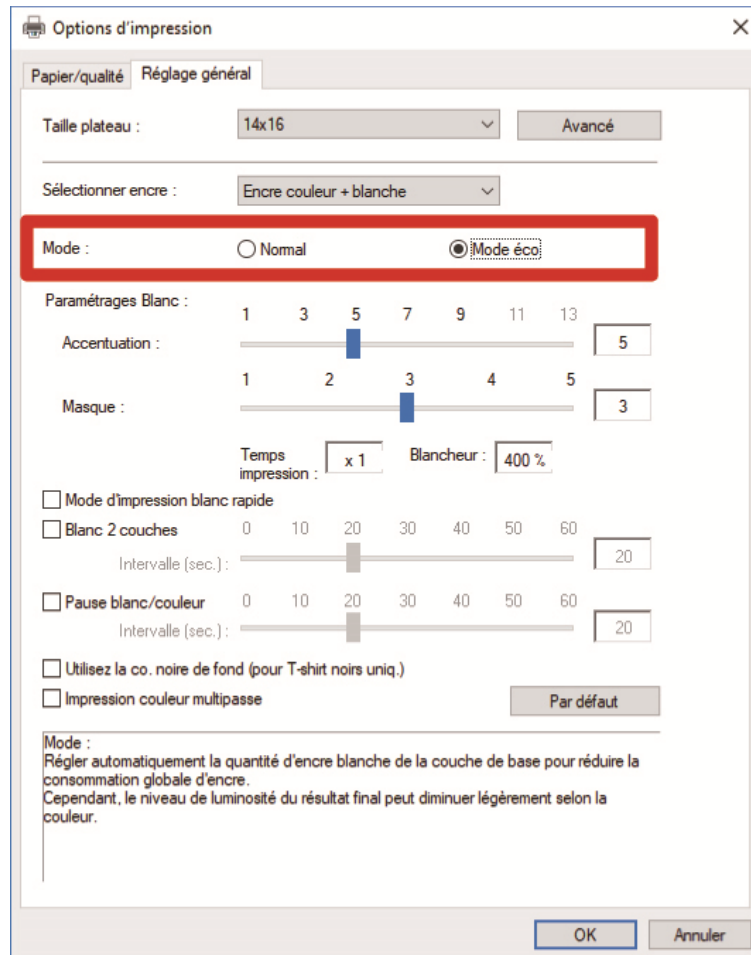 Options d'impression
Papier/qualité Réglage général
Taille plateau : 14x16 Avancé
Sélectionner encre : Encre couleur + blanche
Mode : Normal Mode éco
Paramétrages Blanc :
1 3 5 7 9 11 13
Accentuation : 5
1 2 3 4 5
Masque : 3
Temps impression : x 1 Blancheur : 400 %
Mode d'impression blanc rapide
Blanc 2 couches 0 10 20 30 40 50 60
Intervalle (sec.) : 20
Pause blanc/couleur 0 10 20 30 40 50 60
Intervalle (sec.) : 20
Utilisez la co. noire de fond (pour T-shirt noirs uniq.)
Impression couleur multipasse Par défaut
Mode :
Régler automatiquement la quantité d'encre blanche de la couche de base pour réduire la
consommation globale d'encre.
Cependant, le niveau de luminosité du résultat final peut diminuer légèrement selon la
couleur.
OK Annuler